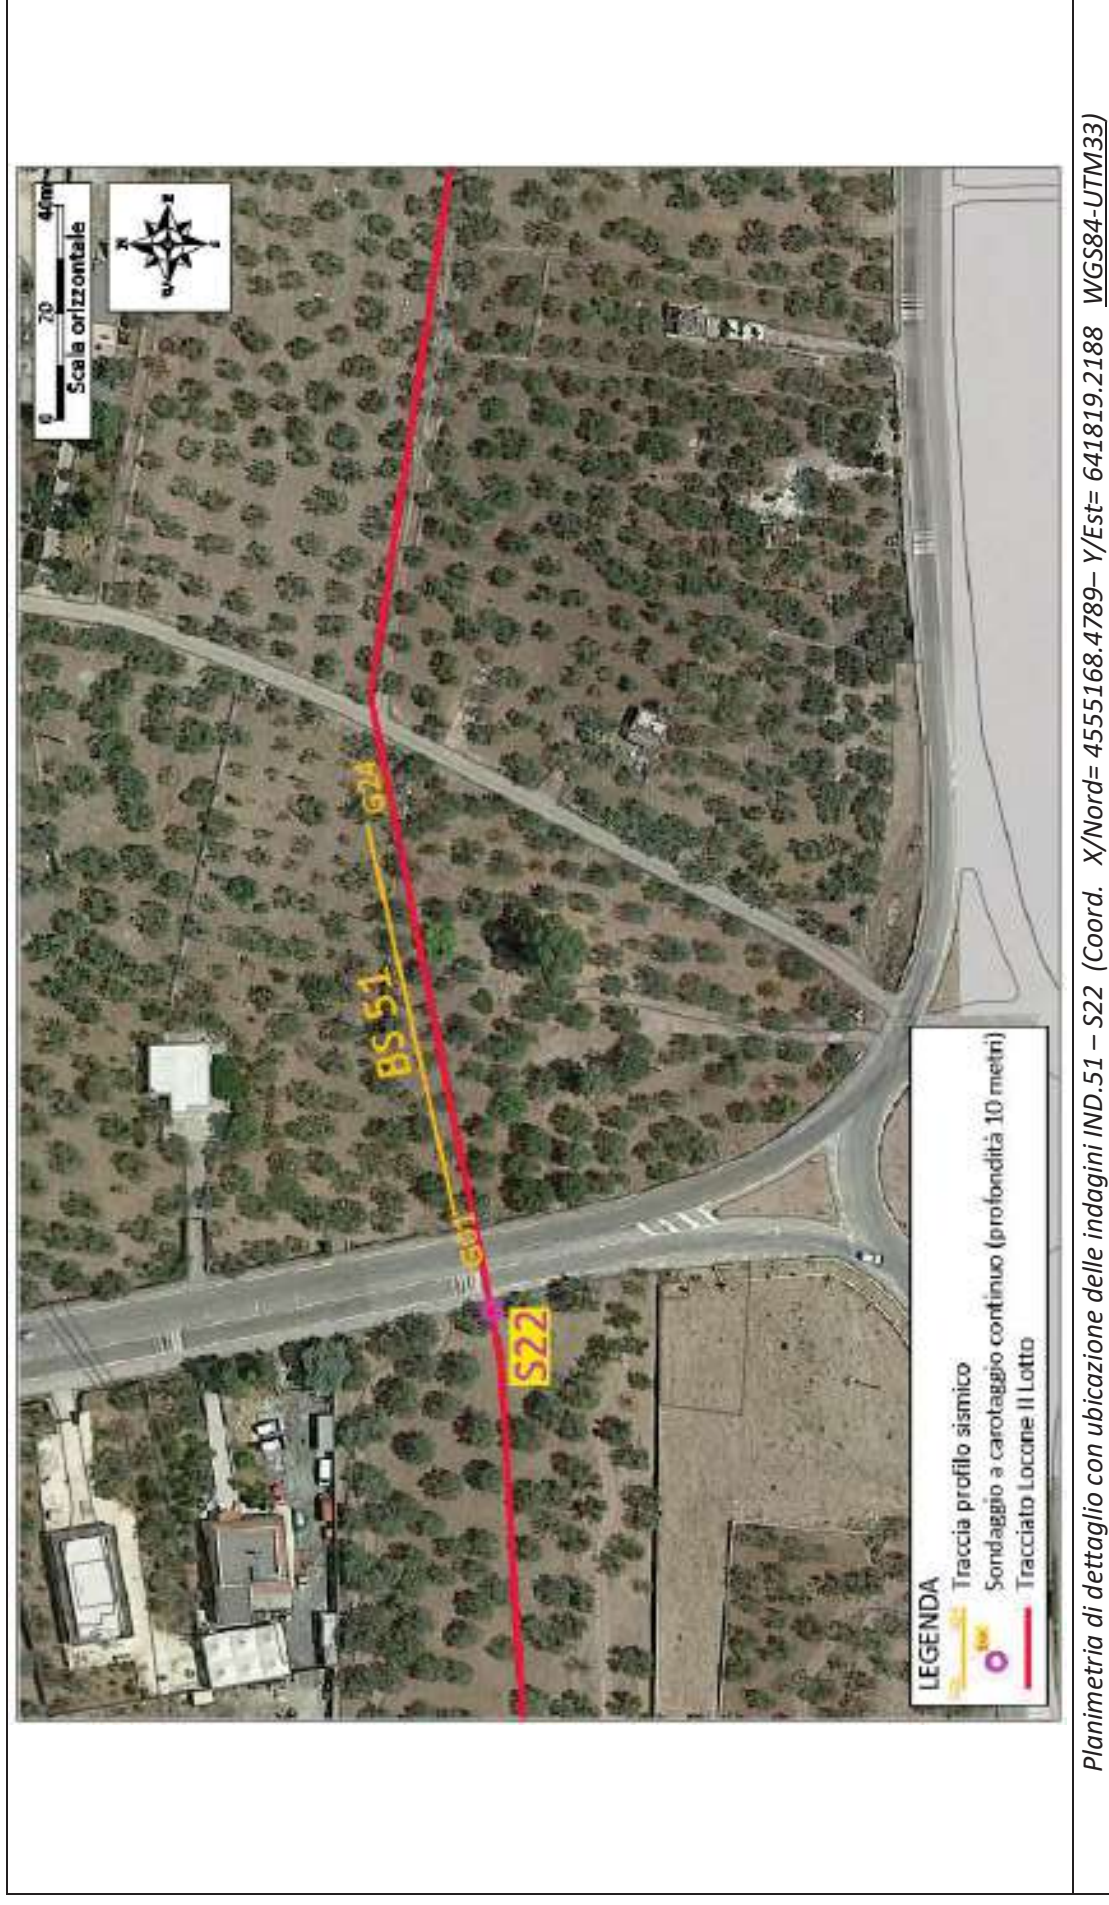 0 20 40m
Scala orizzontale
N
E
S
BS 51
G24
G01
S22
LEGENDA
Traccia profilo sismico
Sondaggio a carotaggio continuo (profondità 10 metri)
Tracciato Locone II Lotto
Planimetria di dettaglio con ubicazione delle indagini IND.51 – S22 (Coord. X/Nord= 4555168.4789– Y/Est= 641819.2188 WGS84-UTM33)